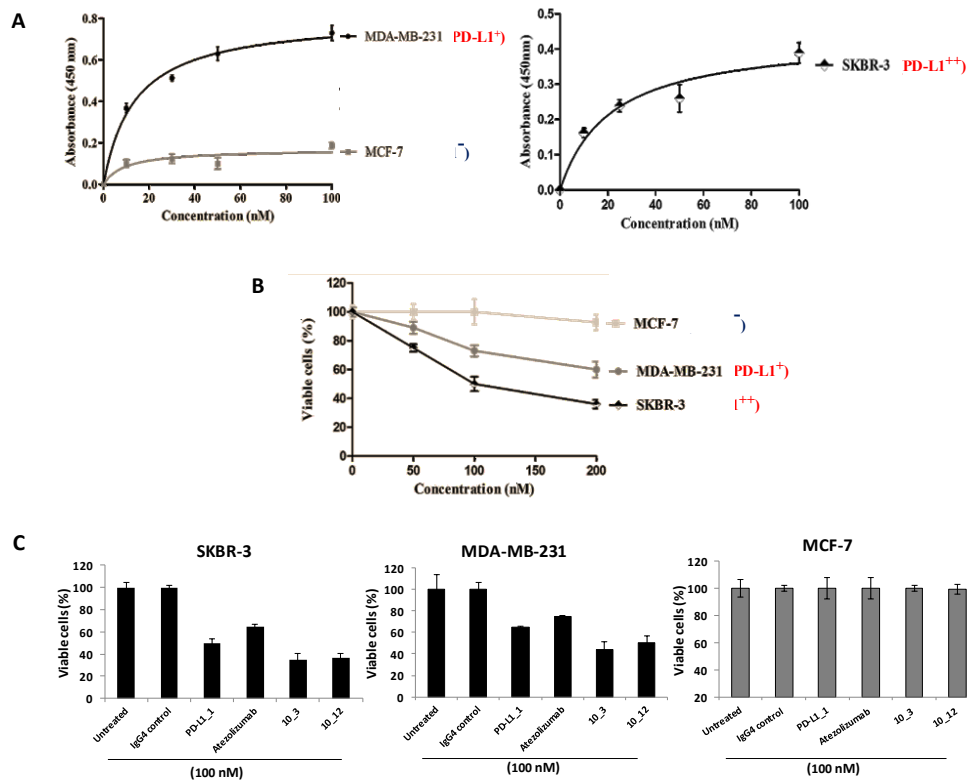 A
Absorbance (450 nm)
0.8
0.6
0.4
0.2
0.0
0 20 40 60 80 100
Concentration (nM)
MDA-MB-231 PD-L1+)
MCF-7 -)
Absorbance (450nm)
0.5
0.4
0.3
0.2
0.1
0.0
0 20 40 60 80 100
Concentration (nM)
SKBR-3 PD-L1++)
B
Viable cells (%)
120
100
80
60
40
20
0
0 50 100 150 200
Concentration (nM)
MCF-7 -)
MDA-MB-231 PD-L1+)
SKBR-3 ++)
C
SKBR-3
Viable cells (%)
120
100
80
60
40
20
0
Untreated
IgG4 control
PD-L1_1
Atezolizumab
10_3
10_12
(100 nM)
MDA-MB-231
Viable cells (%)
120
100
80
60
40
20
0
Untreated
IgG4 control
PD-L1_1
Atezolizumab
10_3
10_12
(100 nM)
MCF-7
Viable cells (%)
120
100
80
60
40
20
Untreated
IgG4 control
PD-L1_1
Atezolizumab
10_3
10_12
(100 nM)